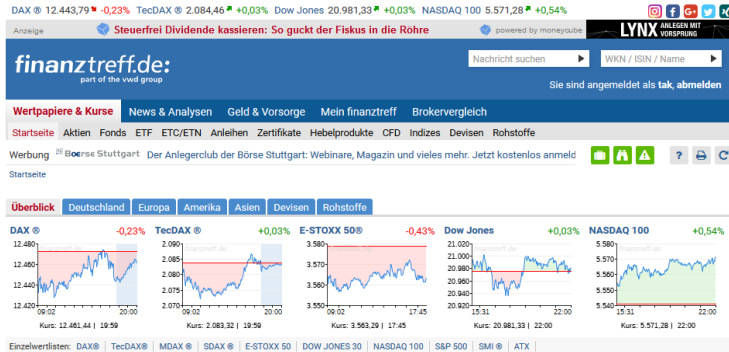 DAX ® 12.443,79 -0,23% TecDAX ® 2.084,46 +0,03% Dow Jones 20.981,33 +0,03% NASDAQ 100 5.571,28 +0,54%
Anzeige Steuerfrei Dividende kassieren: So guckt der Fiskus in die Röhre powered by moneycube LYNX ANLEGEN MIT VORSPRUNG
finanztreff.de:
part of the vwd group
Nachricht suchen WKN / ISIN / Name
Sie sind angemeldet als tak, abmelden
Wertpapiere & Kurse News & Analysen Geld & Vorsorge Mein finanztreff Brokervergleich
Startseite Aktien Fonds ETF ETC/ETN Anleihen Zertifikate Hebelprodukte CFD Indizes Devisen Rohstoffe
Werbung Boerse Stuttgart Der Anlegerclub der Börse Stuttgart: Webinare, Magazin und vieles mehr. Jetzt kostenlos anmeld ?
Startseite
Überblick Deutschland Europa Amerika Asien Devisen Rohstoffe
DAX ® -0,23% TecDAX ® +0,03% E-STOXX 50® -0,43% Dow Jones +0,03% NASDAQ 100 +0,54%
12.480 2.090 3.580 21.020 5.580
12.460 2.085 3.570 21.000 5.570
2.080 20.980 5.560
12.440 2.075 3.560 20.960 5.550
20.940
12.420 2.070 3.550 20.920 5.540
09:02 20:00 09:02 20:00 09:02 17:45 15:31 22:00 15:31 22:00
Kurs: 12.461,44 | 19:59 Kurs: 2.083,32 | 19:59 Kurs: 3.563,29 | 17:45 Kurs: 20.981,33 | 22:00 Kurs: 5.571,28 | 22:00
Einzelwertlisten: DAX® | TecDAX® | MDAX ® | SDAX ® | E-STOXX 50 | DOW JONES 30 | NASDAQ 100 | S&P 500 | SMI ® | ATX |